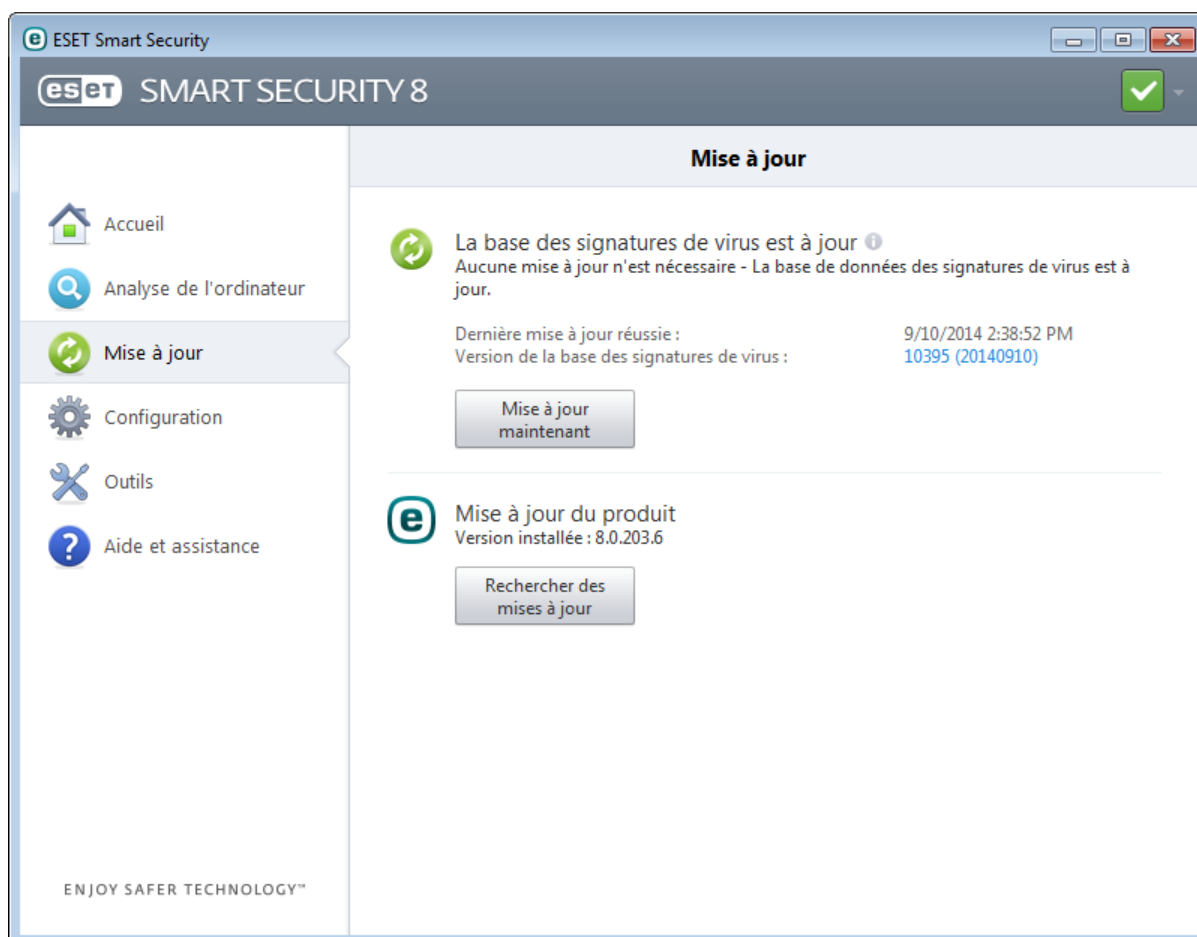 ESET Smart Security
eset SMART SECURITY 8
Mise à jour
Accueil
Analyse de l'ordinateur
Mise à jour
Configuration
Outils
Aide et assistance
ENJOY SAFER TECHNOLOGY™
La base des signatures de virus est à jour
Aucune mise à jour n'est nécessaire - La base de données des signatures de virus est à
jour.
Dernière mise à jour réussie : 9/10/2014 2:38:52 PM
Version de la base des signatures de virus : 10395 (20140910)
Mise à jour
maintenant
Mise à jour du produit
Version installée : 8.0.203.6
Rechercher des
mises à jour